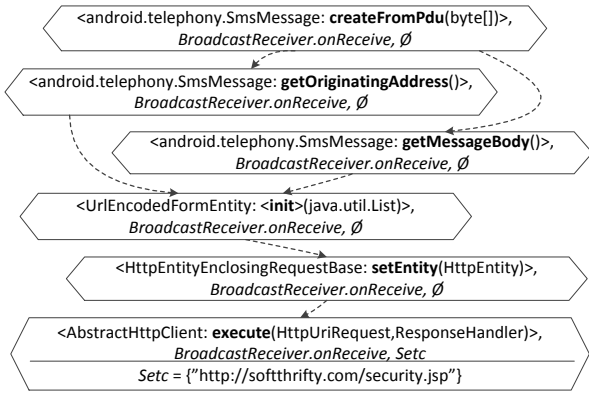 <android.telephony.SmsMessage: createFromPdu(byte[])>,
BroadcastReceiver.onReceive, Ø
<android.telephony.SmsMessage: getOriginatingAddress()>,
BroadcastReceiver.onReceive, Ø
<android.telephony.SmsMessage: getMessageBody()>,
BroadcastReceiver.onReceive, Ø
<UrlEncodedFormEntity: <init>(java.util.List)>,
BroadcastReceiver.onReceive, Ø
<HttpEntityEnclosingRequestBase: setEntity(HttpEntity)>,
BroadcastReceiver.onReceive, Ø
<AbstractHttpClient: execute(HttpUriRequest,ResponseHandler)>,
BroadcastReceiver.onReceive, Setc
Setc = {”http://softthrifty.com/security.jsp”}